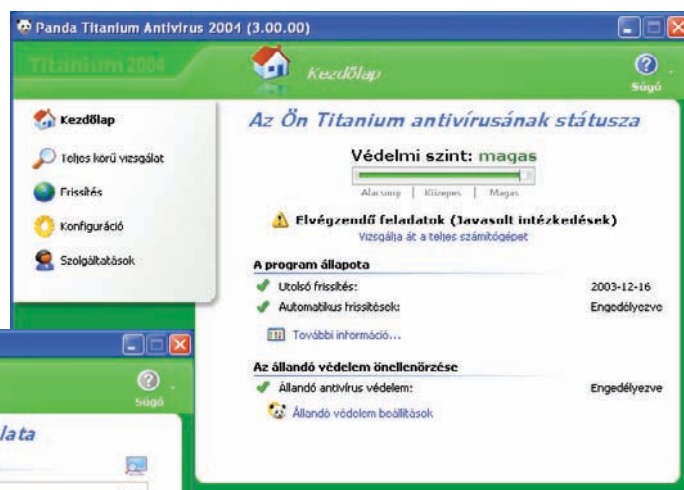 Panda Titanium Antivirus 2004 (3.00.00)
Titanium 2004
Kezdőlap
Súgó
Kezdőlap
Teljes körű vizsgálat
Frissítés
Konfiguráció
Szolgáltatások
Az Ön Titanium antivírusának státusza
Védelmi szint: magas
Alacsony | Közepes | Magas
Elvégzendő feladatok (Javasolt intézkedések)
Vizsgálja át a teljes számítógépet
A program állapota
Utolsó frissítés: 2003-12-16
Automatikus frissítések: Engedélyezve
További információ...
Az állandó védelem önellenőrzése
Állandó antivírus védelem: Engedélyezve
Állandó védelem beállítások
Súgó
lata